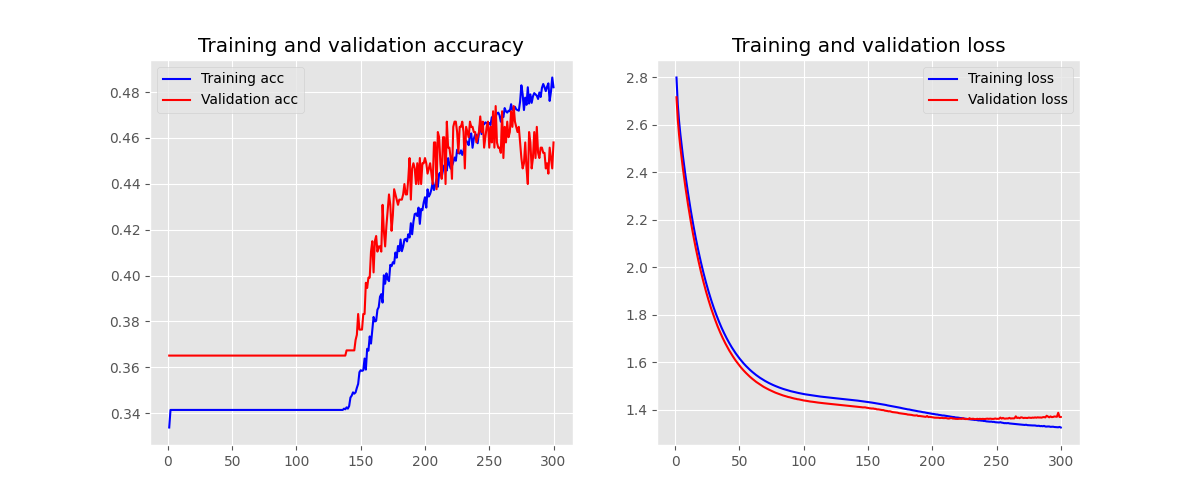 Training and validation accuracy
Training acc
Validation acc
0.48
0.46
0.44
0.42
0.40
0.38
0.36
0.34
0 50 100 150 200 250 300
Training and validation loss
Training loss
Validation loss
2.8
2.6
2.4
2.2
2.0
1.8
1.6
1.4
0 50 100 150 200 250 300